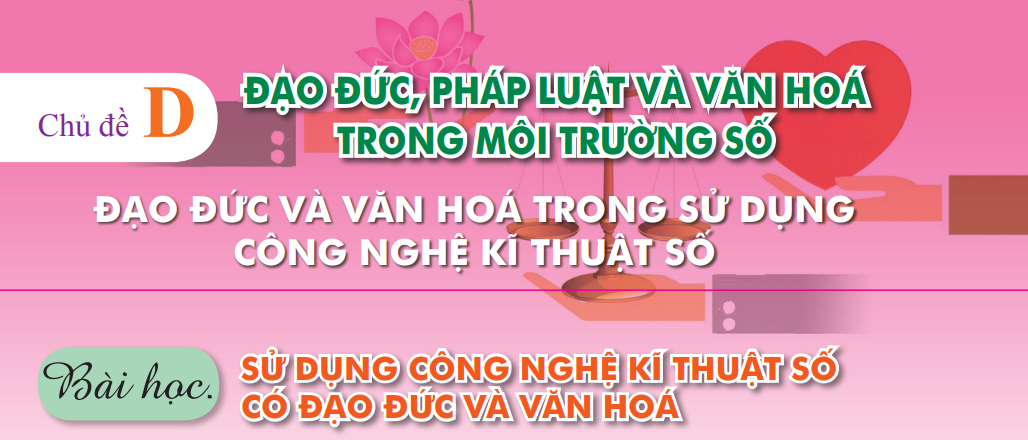 Chủ đề D
ĐẠO ĐỨC, PHÁP LUẬT VÀ VĂN HOÁ
TRONG MÔI TRƯỜNG SỐ
ĐẠO ĐỨC VÀ VĂN HOÁ TRONG SỬ DỤNG
CÔNG NGHỆ KĨ THUẬT SỐ
Bài học.
SỬ DỤNG CÔNG NGHỆ KĨ THUẬT SỐ
CÓ ĐẠO ĐỨC VÀ VĂN HOÁ